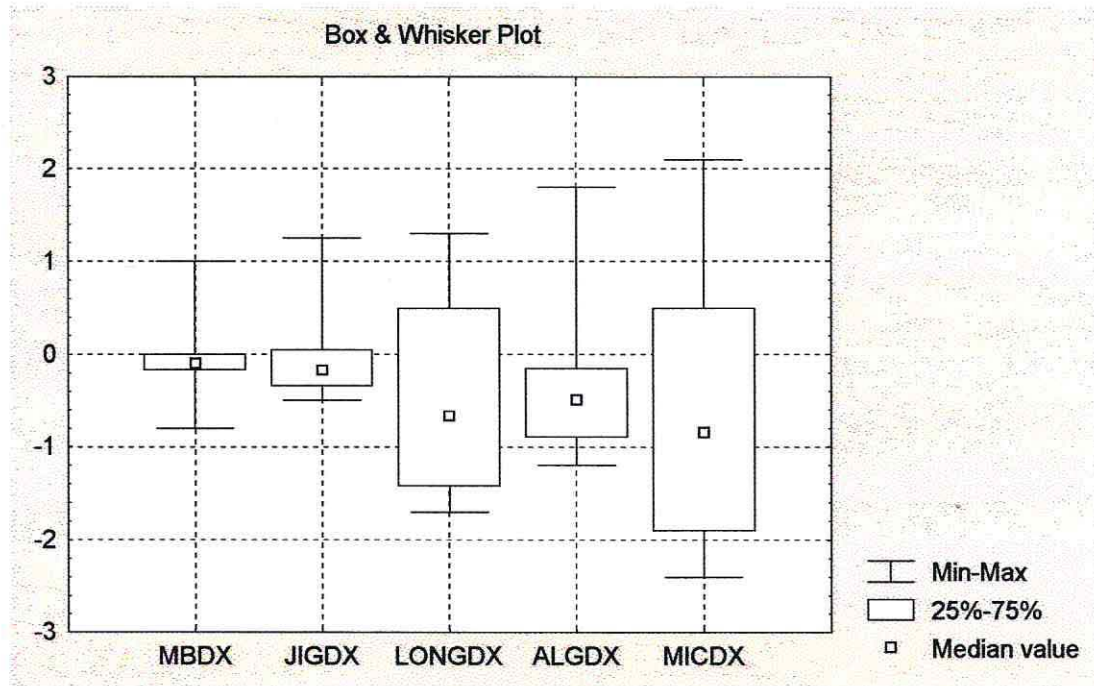 Box & Whisker Plot
3
2
1
0
-1
-2
-3
MBDX JIGDX LONGDX ALGDX MICDX
Min-Max
25%-75%
Median value